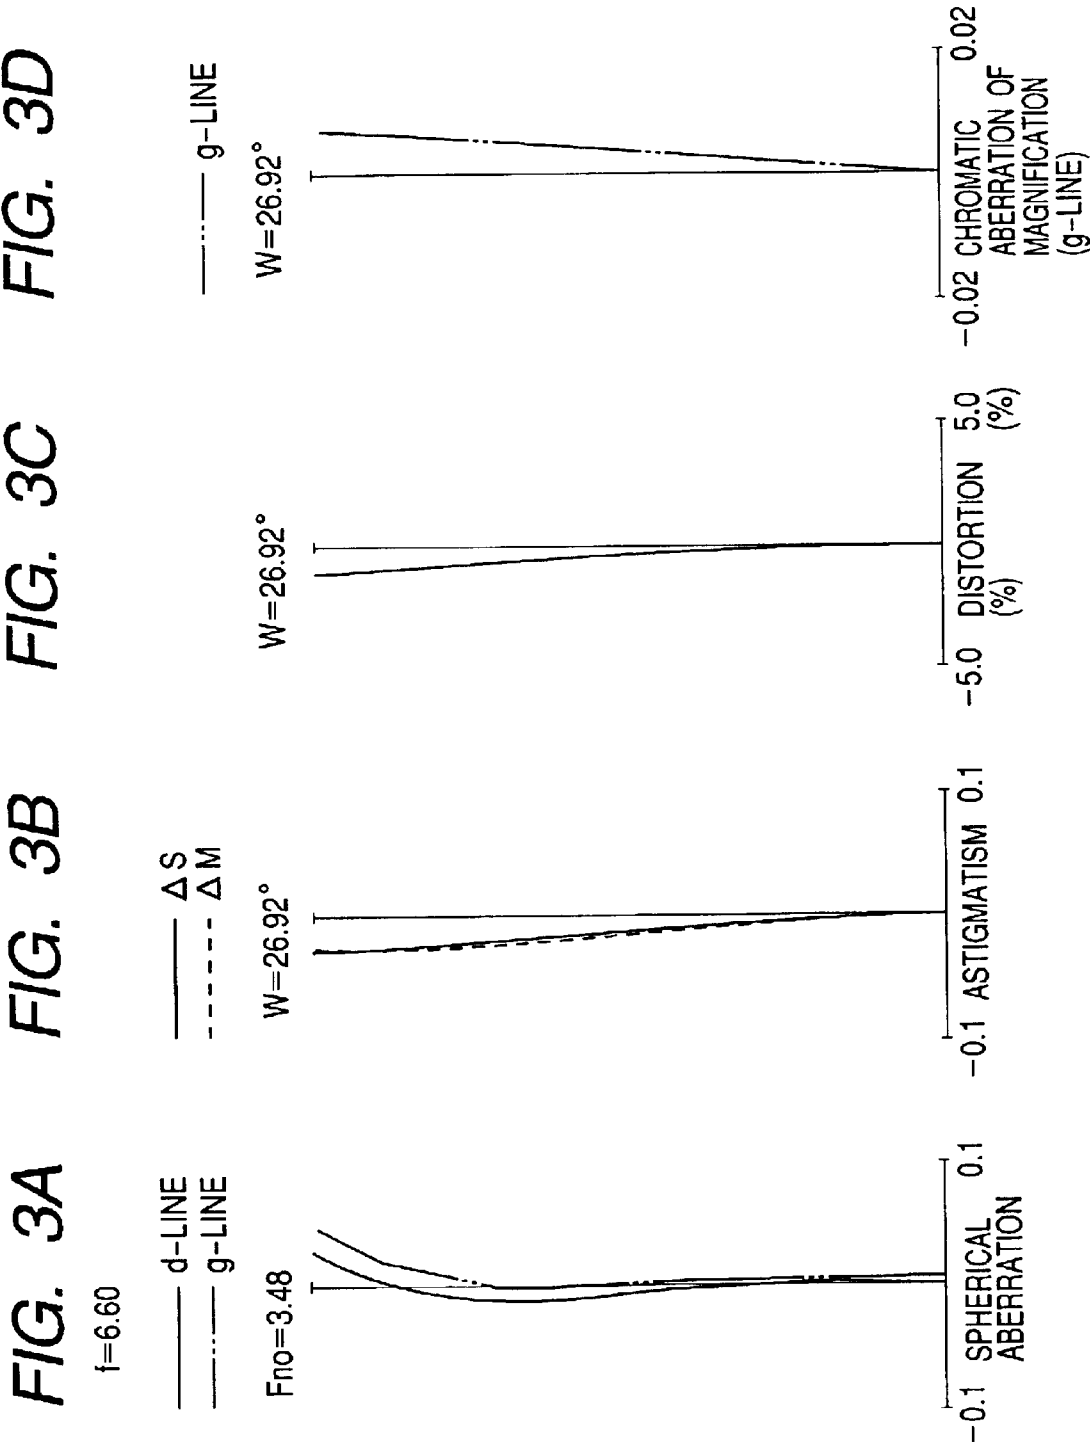 FIG. 3A
f=6.60
d-LINE
g-LINE
Fno=3.48
-0.1
0.1
SPHERICAL
ABERRATION
FIG. 3B
ΔS
ΔM
W=26.92°
-0.1
ASTIGMATISM
0.1
FIG. 3C
W=26.92°
-5.0
DISTORTION
5.0
(%)
(%)
FIG. 3D
g-LINE
W=26.92°
-0.02
CHROMATIC
0.02
ABERRATION OF
MAGNIFICATION
(g-LINE)